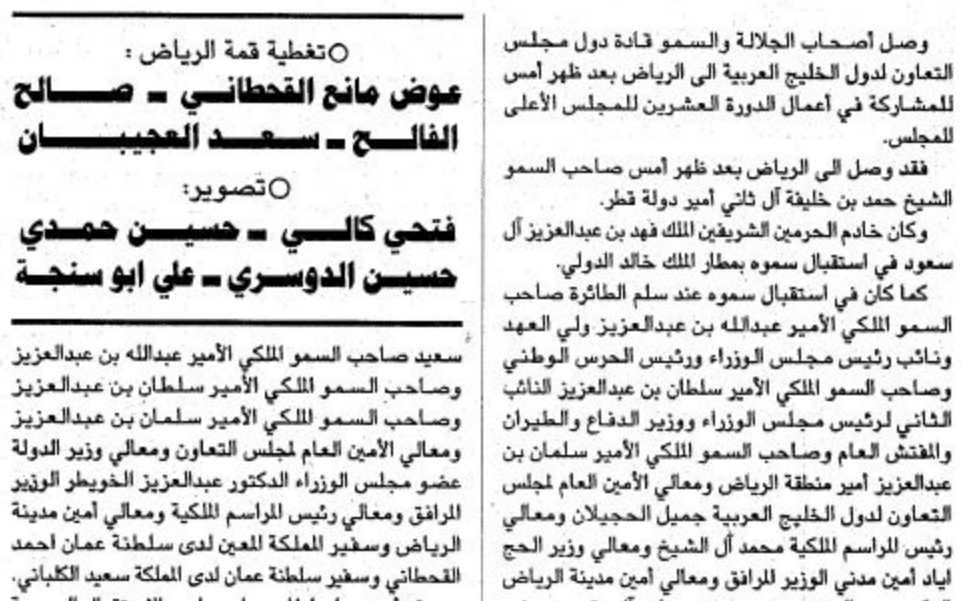 وصل أصحاب الجلالة والسمو قادة دول مجلس
التعاون لدول الخليج العربية الى الرياض بعد ظهر أمس
للمشاركة في أعمال الدورة العشرين للمجلس الأعلى
للمجلس.
فقد وصل الى الرياض بعد ظهر أمس صاحب السمو
الشيخ حمد بن خليفة آل ثاني أمير دولة قطر.
وكان خادم الحرمين الشريفين الملك فهد بن عبدالعزيز آل
سعود في استقبال سموه بمطار الملك خالد الدولي.
كما كان في استقبال سموه عند سلم الطائرة صاحب
السمو الملكي الأمير عبدالله بن عبدالعزيز ولي العهد
ونائب رئيس مجلس الوزراء ورئيس الحرس الوطني
وصاحب السمو الملكي الأمير سلطان بن عبدالعزيز النائب
الثاني لرئيس مجلس الوزراء ووزير الدفاع والطيران
والمفتش العام وصاحب السمو الملكي الأمير سلمان بن
عبدالعزيز أمير منطقة الرياض ومعالي الأمين العام لمجلس
التعاون لدول الخليج العربية جميل الحجيلان ومعالي
رئيس المراسم الملكية محمد آل الشيخ ومعالي وزير الحج
اياد أمين مدني الوزير المرافق ومعالي أمين مدينة الرياض
○ تغطية قمة الرياض :
عوض مانع القحطاني ـ صالح
الفالح ـ سعد العجيبان
○ تصوير:
فتحي كالي ـ حسين حمدي
حسين الدوسري ـ علي ابو سنجة
سعيد صاحب السمو الملكي الأمير عبدالله بن عبدالعزيز
وصاحب السمو الملكي الأمير سلطان بن عبدالعزيز
وصاحب السمو الملكي الأمير سلمان بن عبدالعزيز
ومعالي الأمين العام لمجلس التعاون ومعالي وزير الدولة
عضو مجلس الوزراء الدكتور عبدالعزيز الخويطر الوزير
المرافق ومعالي رئيس المراسم الملكية ومعالي أمين مدينة
الرياض وسفير المملكة المعين لدى سلطنة عمان احمد
القحطاني وسفير سلطنة عمان لدى المملكة سعيد الكلباني.